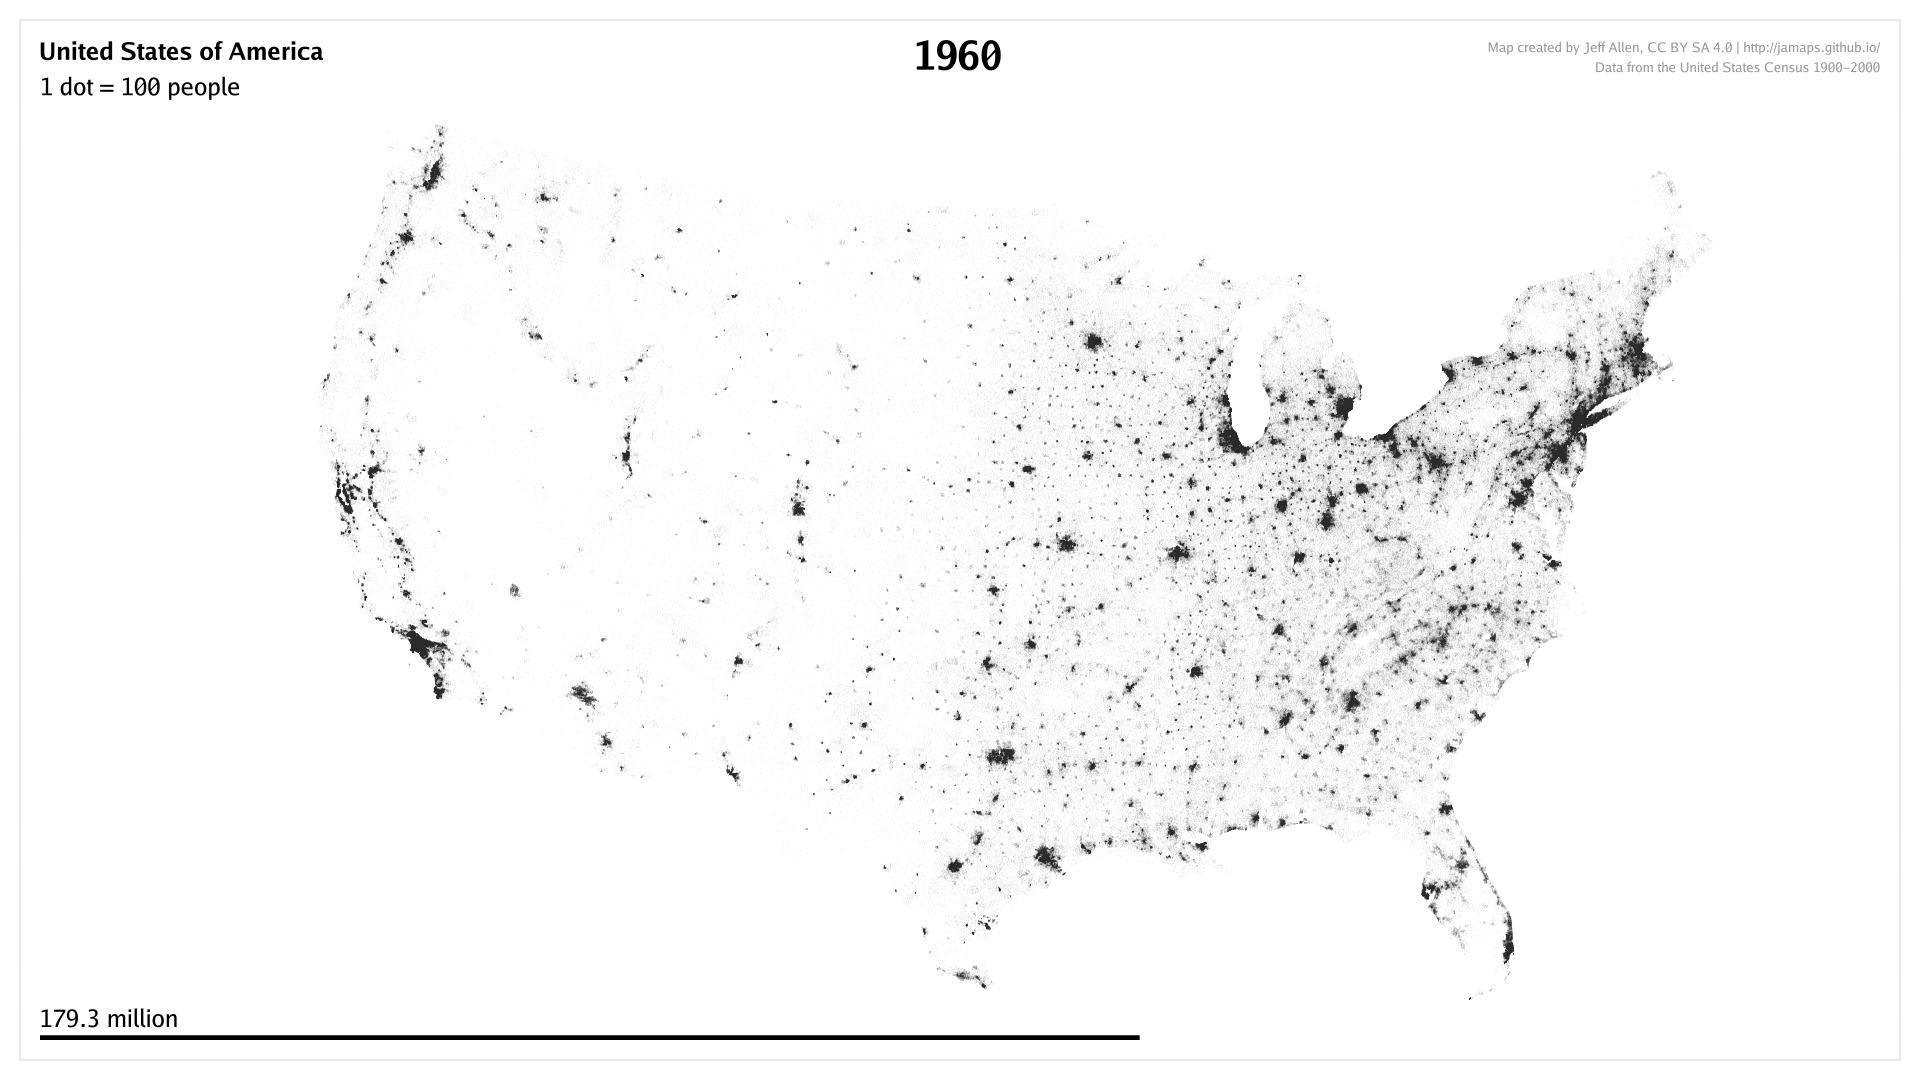 United States of America
1 dot = 100 people
1960
Map created by Jeff Allen, CC BY SA 4.0 | http://jamaps.github.io/
Data from the United States Census 1900–2000
179.3 million